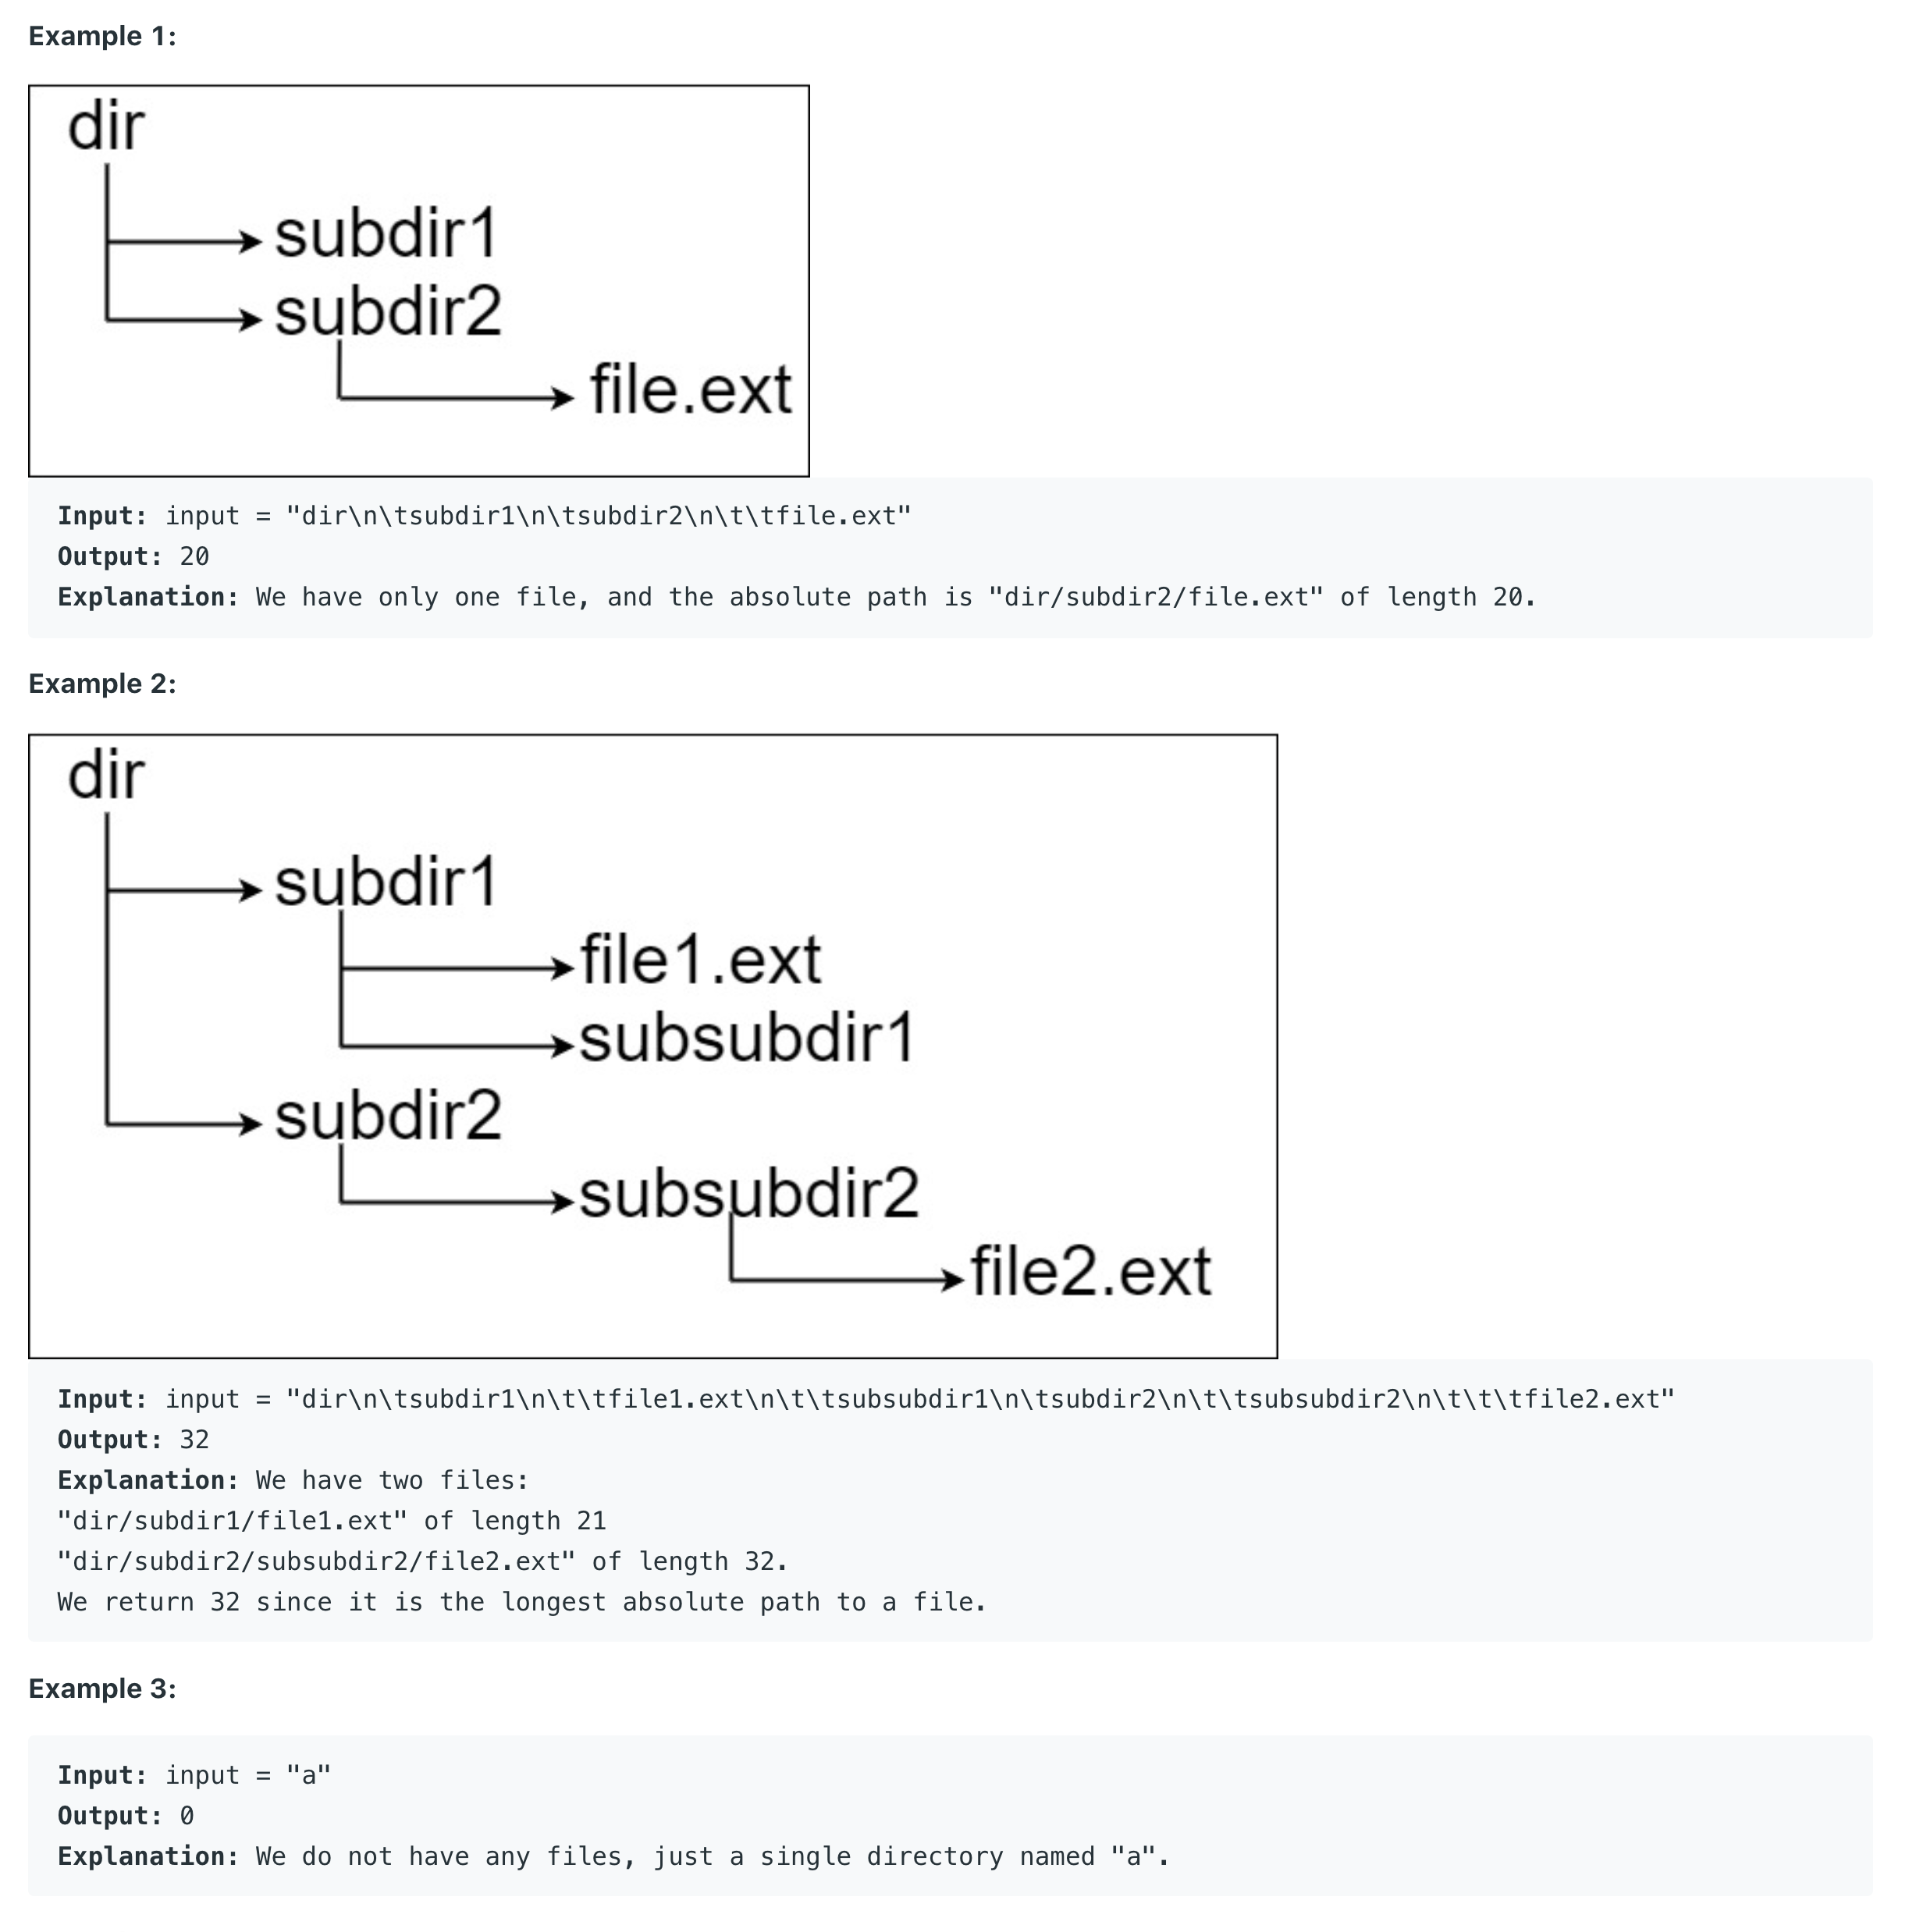 Example 1:
dir
subdir1
subdir2
file.ext
Input: input = "dir\n\tsubdir1\n\tsubdir2\n\t\tfile.ext"
Output: 20
Explanation: We have only one file, and the absolute path is "dir/subdir2/file.ext" of length 20.
Example 2:
dir
subdir1
file1.ext
subsubdir1
subdir2
subsubdir2
file2.ext
Input: input = "dir\n\tsubdir1\n\t\tfile1.ext\n\t\tsubsubdir1\n\tsubdir2\n\t\tsubsubdir2\n\t\t\tfile2.ext"
Output: 32
Explanation: We have two files:
"dir/subdir1/file1.ext" of length 21
"dir/subdir2/subsubdir2/file2.ext" of length 32.
We return 32 since it is the longest absolute path to a file.
Example 3:
Input: input = "a"
Output: 0
Explanation: We do not have any files, just a single directory named "a".